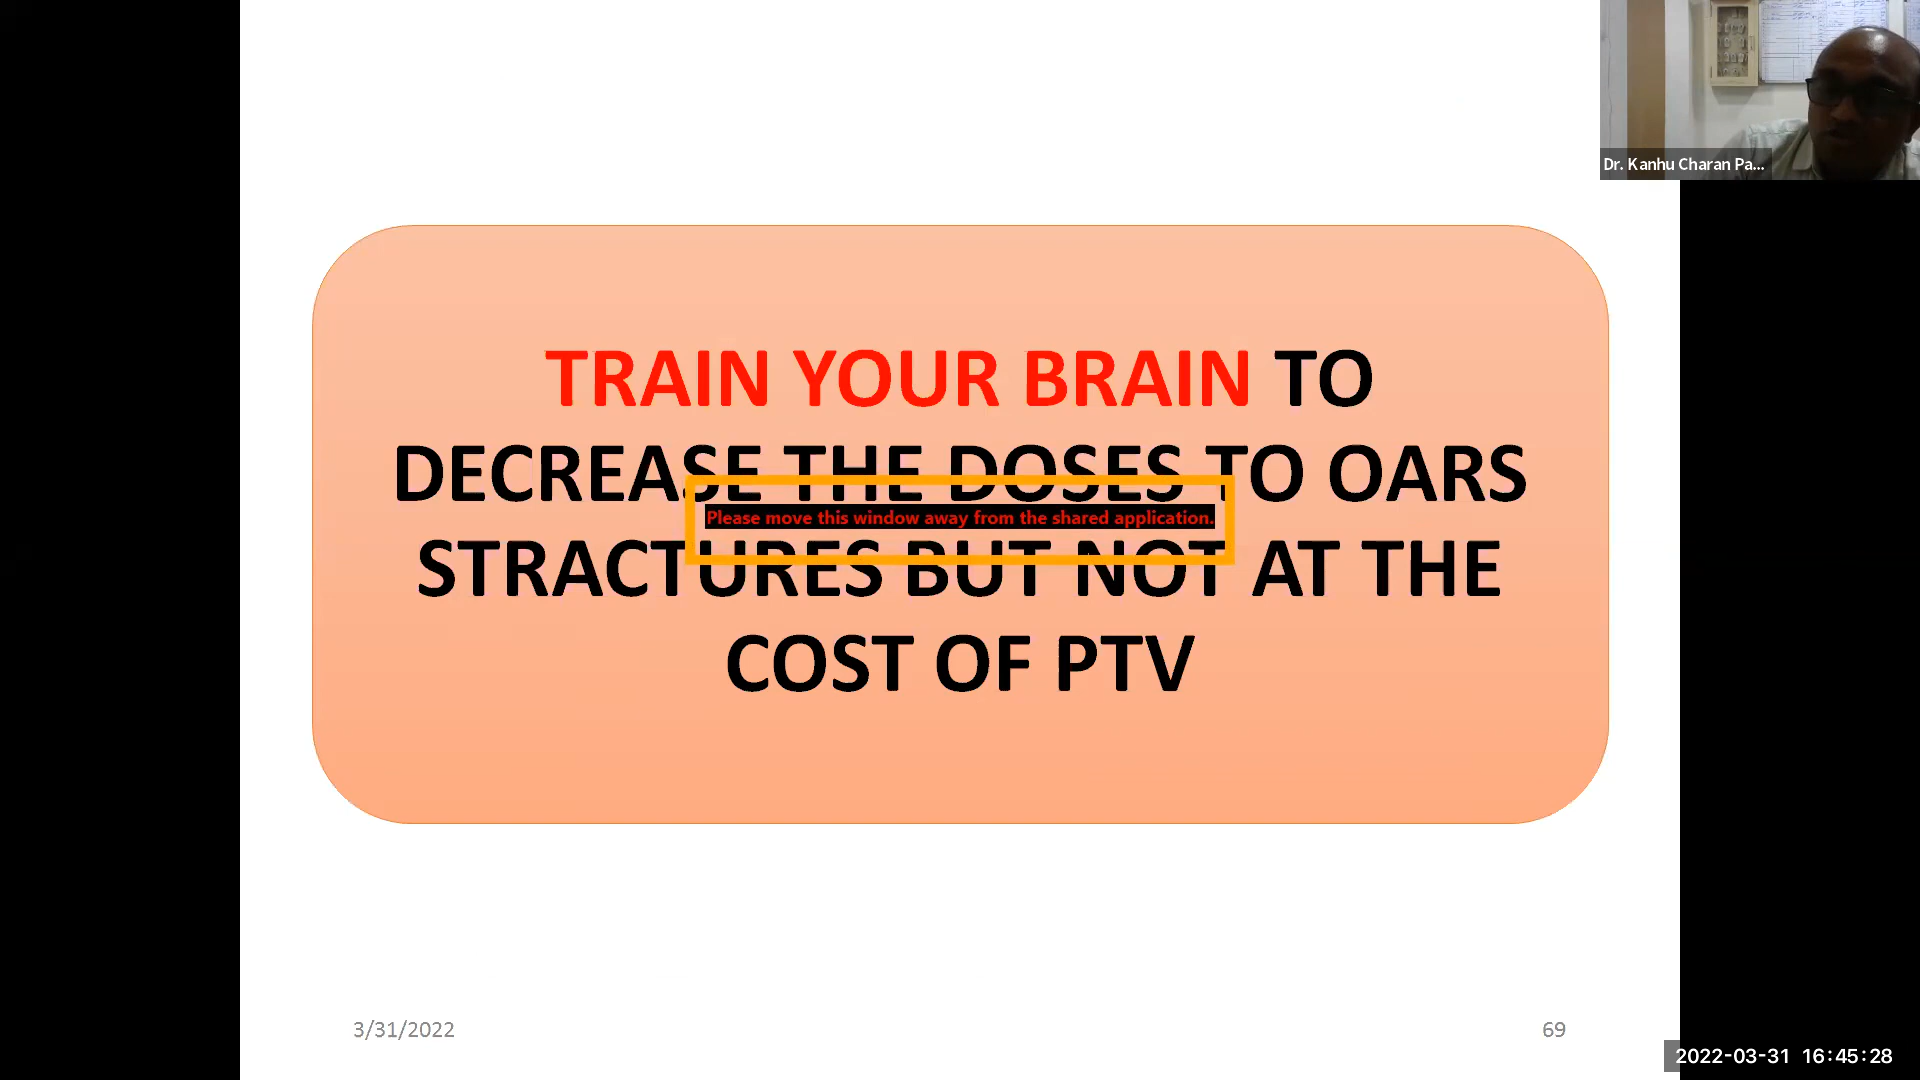 Dr. Kanhu Charan Pa...
TRAIN YOUR BRAIN TO
DECREASE THE DOSES TO OARS
Please move this window away from the shared application.
STRACTURES BUT NOT AT THE
COST OF PTV
3/31/2022
69
2022-03-31 16:45:28